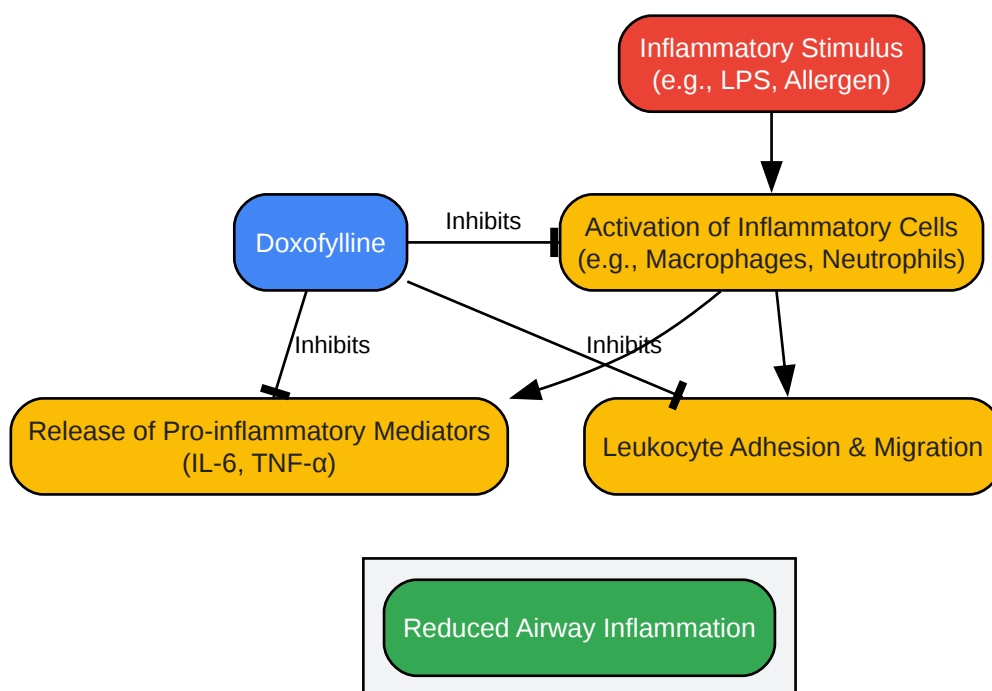 Inflammatory Stimulus
(e.g., LPS, Allergen)
Doxofylline
Inhibits
Activation of Inflammatory Cells
(e.g., Macrophages, Neutrophils)
Inhibits
Inhibits
Release of Pro-inflammatory Mediators
(IL-6, TNF-α)
Leukocyte Adhesion & Migration
Reduced Airway Inflammation